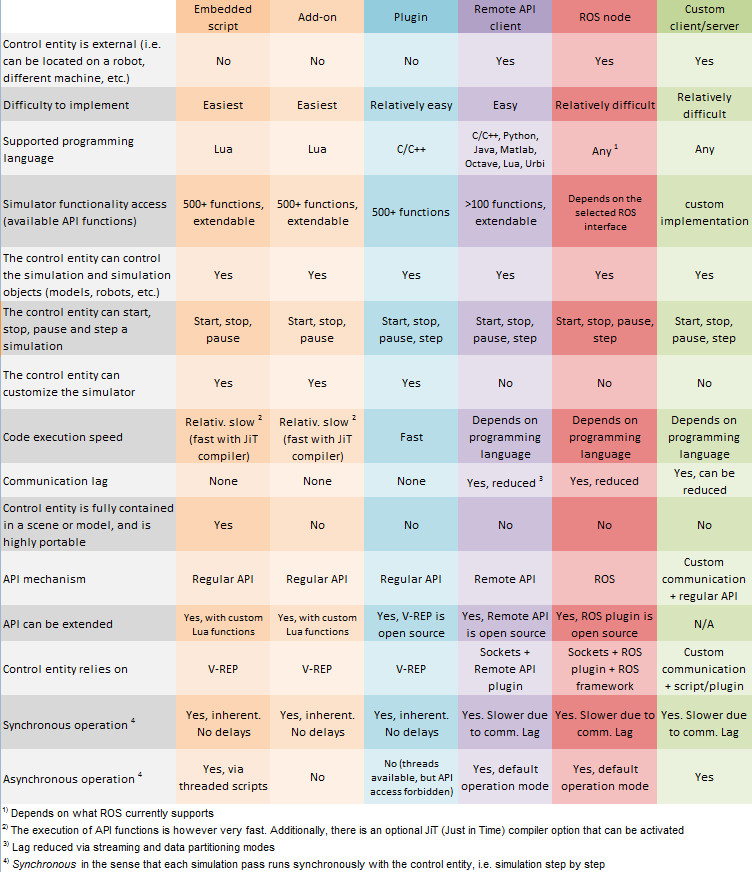 Embedded script Add-on Plugin Remote API client ROS node Custom client/server
Control entity is external (i.e. can be located on a robot, different machine, etc.) No No No Yes Yes Yes
Difficulty to implement Easiest Easiest Relatively easy Easy Relatively difficult Relatively difficult
Supported programming language Lua Lua C/C++ C/C++, Python, Java, Matlab, Octave, Lua, Urbi Any 1 Any
Simulator functionality access (available API functions) 500+ functions, extendable 500+ functions, extendable 500+ functions >100 functions, extendable Depends on the selected ROS interface custom implementation
The control entity can control the simulation and simulation objects (models, robots, etc.) Yes Yes Yes Yes Yes Yes
The control entity can start, stop, pause and step a simulation Start, stop, pause Start, stop, pause Start, stop, pause, step Start, stop, pause, step Start, stop, pause, step Start, stop, pause, step
The control entity can customize the simulator Yes Yes Yes No No No
Code execution speed Relativ. slow 2 (fast with JiT compiler) Relativ. slow 2 (fast with JiT compiler) Fast Depends on programming language Depends on programming language Depends on programming language
Communication lag None None None Yes, reduced 3 Yes, reduced Yes, can be reduced
Control entity is fully contained in a scene or model, and is highly portable Yes No No No No No
API mechanism Regular API Regular API Regular API Remote API ROS Custom communication + regular API
API can be extended Yes, with custom Lua functions Yes, with custom Lua functions Yes, V-REP is open source Yes, Remote API is open source Yes, ROS plugin is open source N/A
Control entity relies on V-REP V-REP V-REP Sockets + Remote API plugin Sockets + ROS plugin + ROS framework Custom communication + script/plugin
Synchronous operation 4 Yes, inherent. No delays Yes, inherent. No delays Yes, inherent. No delays Yes. Slower due to comm. Lag Yes. Slower due to comm. Lag Yes. Slower due to comm. Lag
Asynchronous operation 4 Yes, via threaded scripts No No (threads available, but API access forbidden) Yes, default operation mode Yes, default operation mode Yes
1) Depends on what ROS currently supports
2) The execution of API functions is however very fast. Additionally, there is an optional JiT (Just in Time) compiler option that can be activated
3) Lag reduced via streaming and data partitioning modes
4) Synchronous in the sense that each simulation pass runs synchronously with the control entity, i.e. simulation step by step